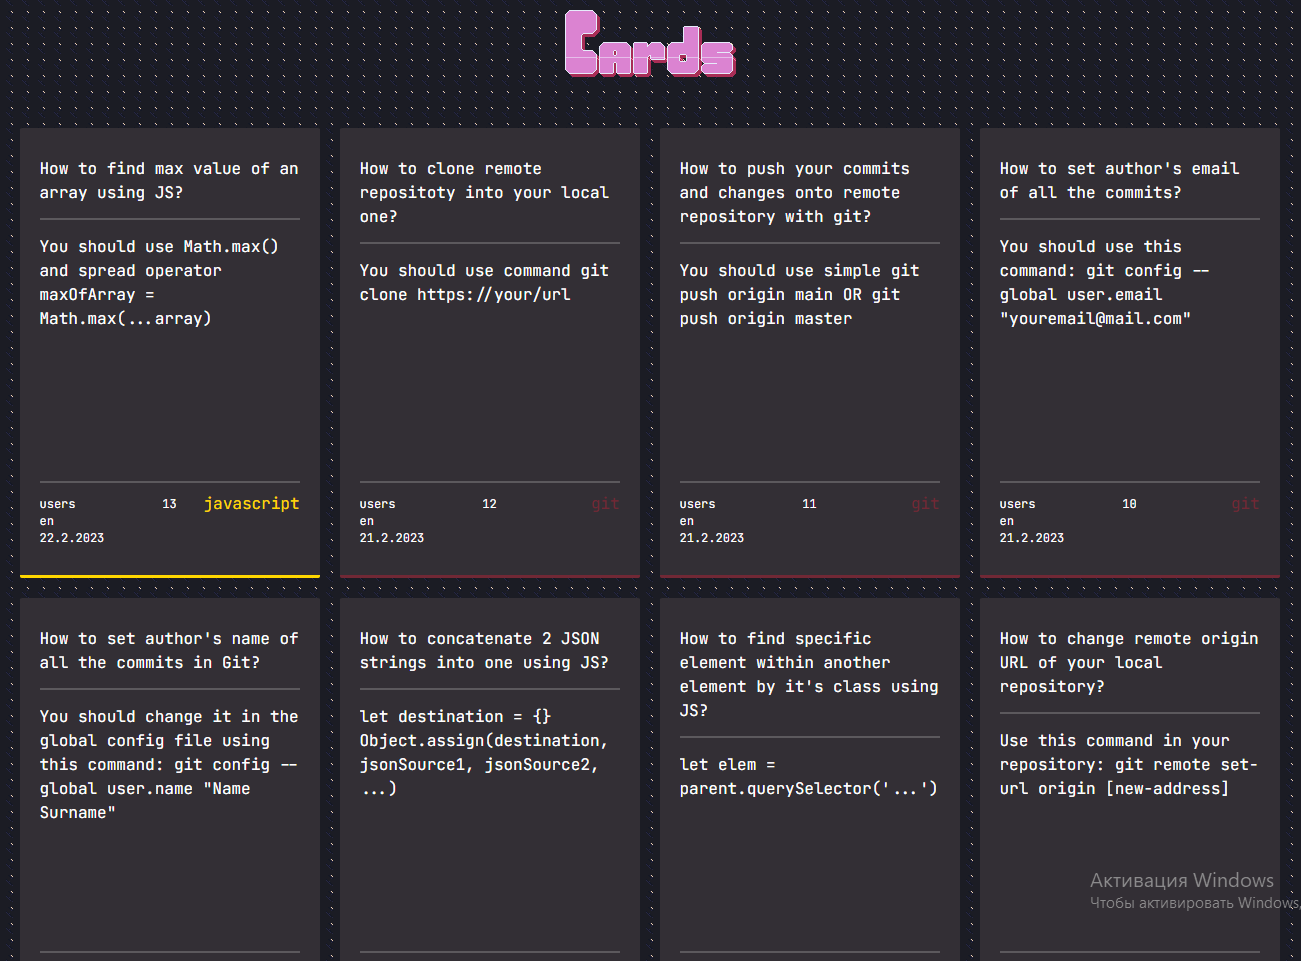 Cards
How to find max value of an
array using JS?
You should use Math.max()
and spread operator
maxOfArray =
Math.max(...array)
users 13 javascript
en
22.2.2023
How to clone remote
repositoty into your local
one?
You should use command git
clone https://your/url
users 12 git
en
21.2.2023
How to push your commits
and changes onto remote
repository with git?
You should use simple git
push origin main OR git
push origin master
users 11 git
en
21.2.2023
How to set author's email
of all the commits?
You should use this
command: git config --
global user.email
"youremail@mail.com"
users 10 git
en
21.2.2023
How to set author's name of
all the commits in Git?
You should change it in the
global config file using
this command: git config --
global user.name "Name
Surname"
How to concatenate 2 JSON
strings into one using JS?
let destination = {}
Object.assign(destination,
jsonSource1, jsonSource2,
...)
How to find specific
element within another
element by it's class using
JS?
let elem =
parent.querySelector('...')
How to change remote origin
URL of your local
repository?
Use this command in your
repository: git remote set-
url origin [new-address]
Активация Windows
Чтобы активировать Windows,